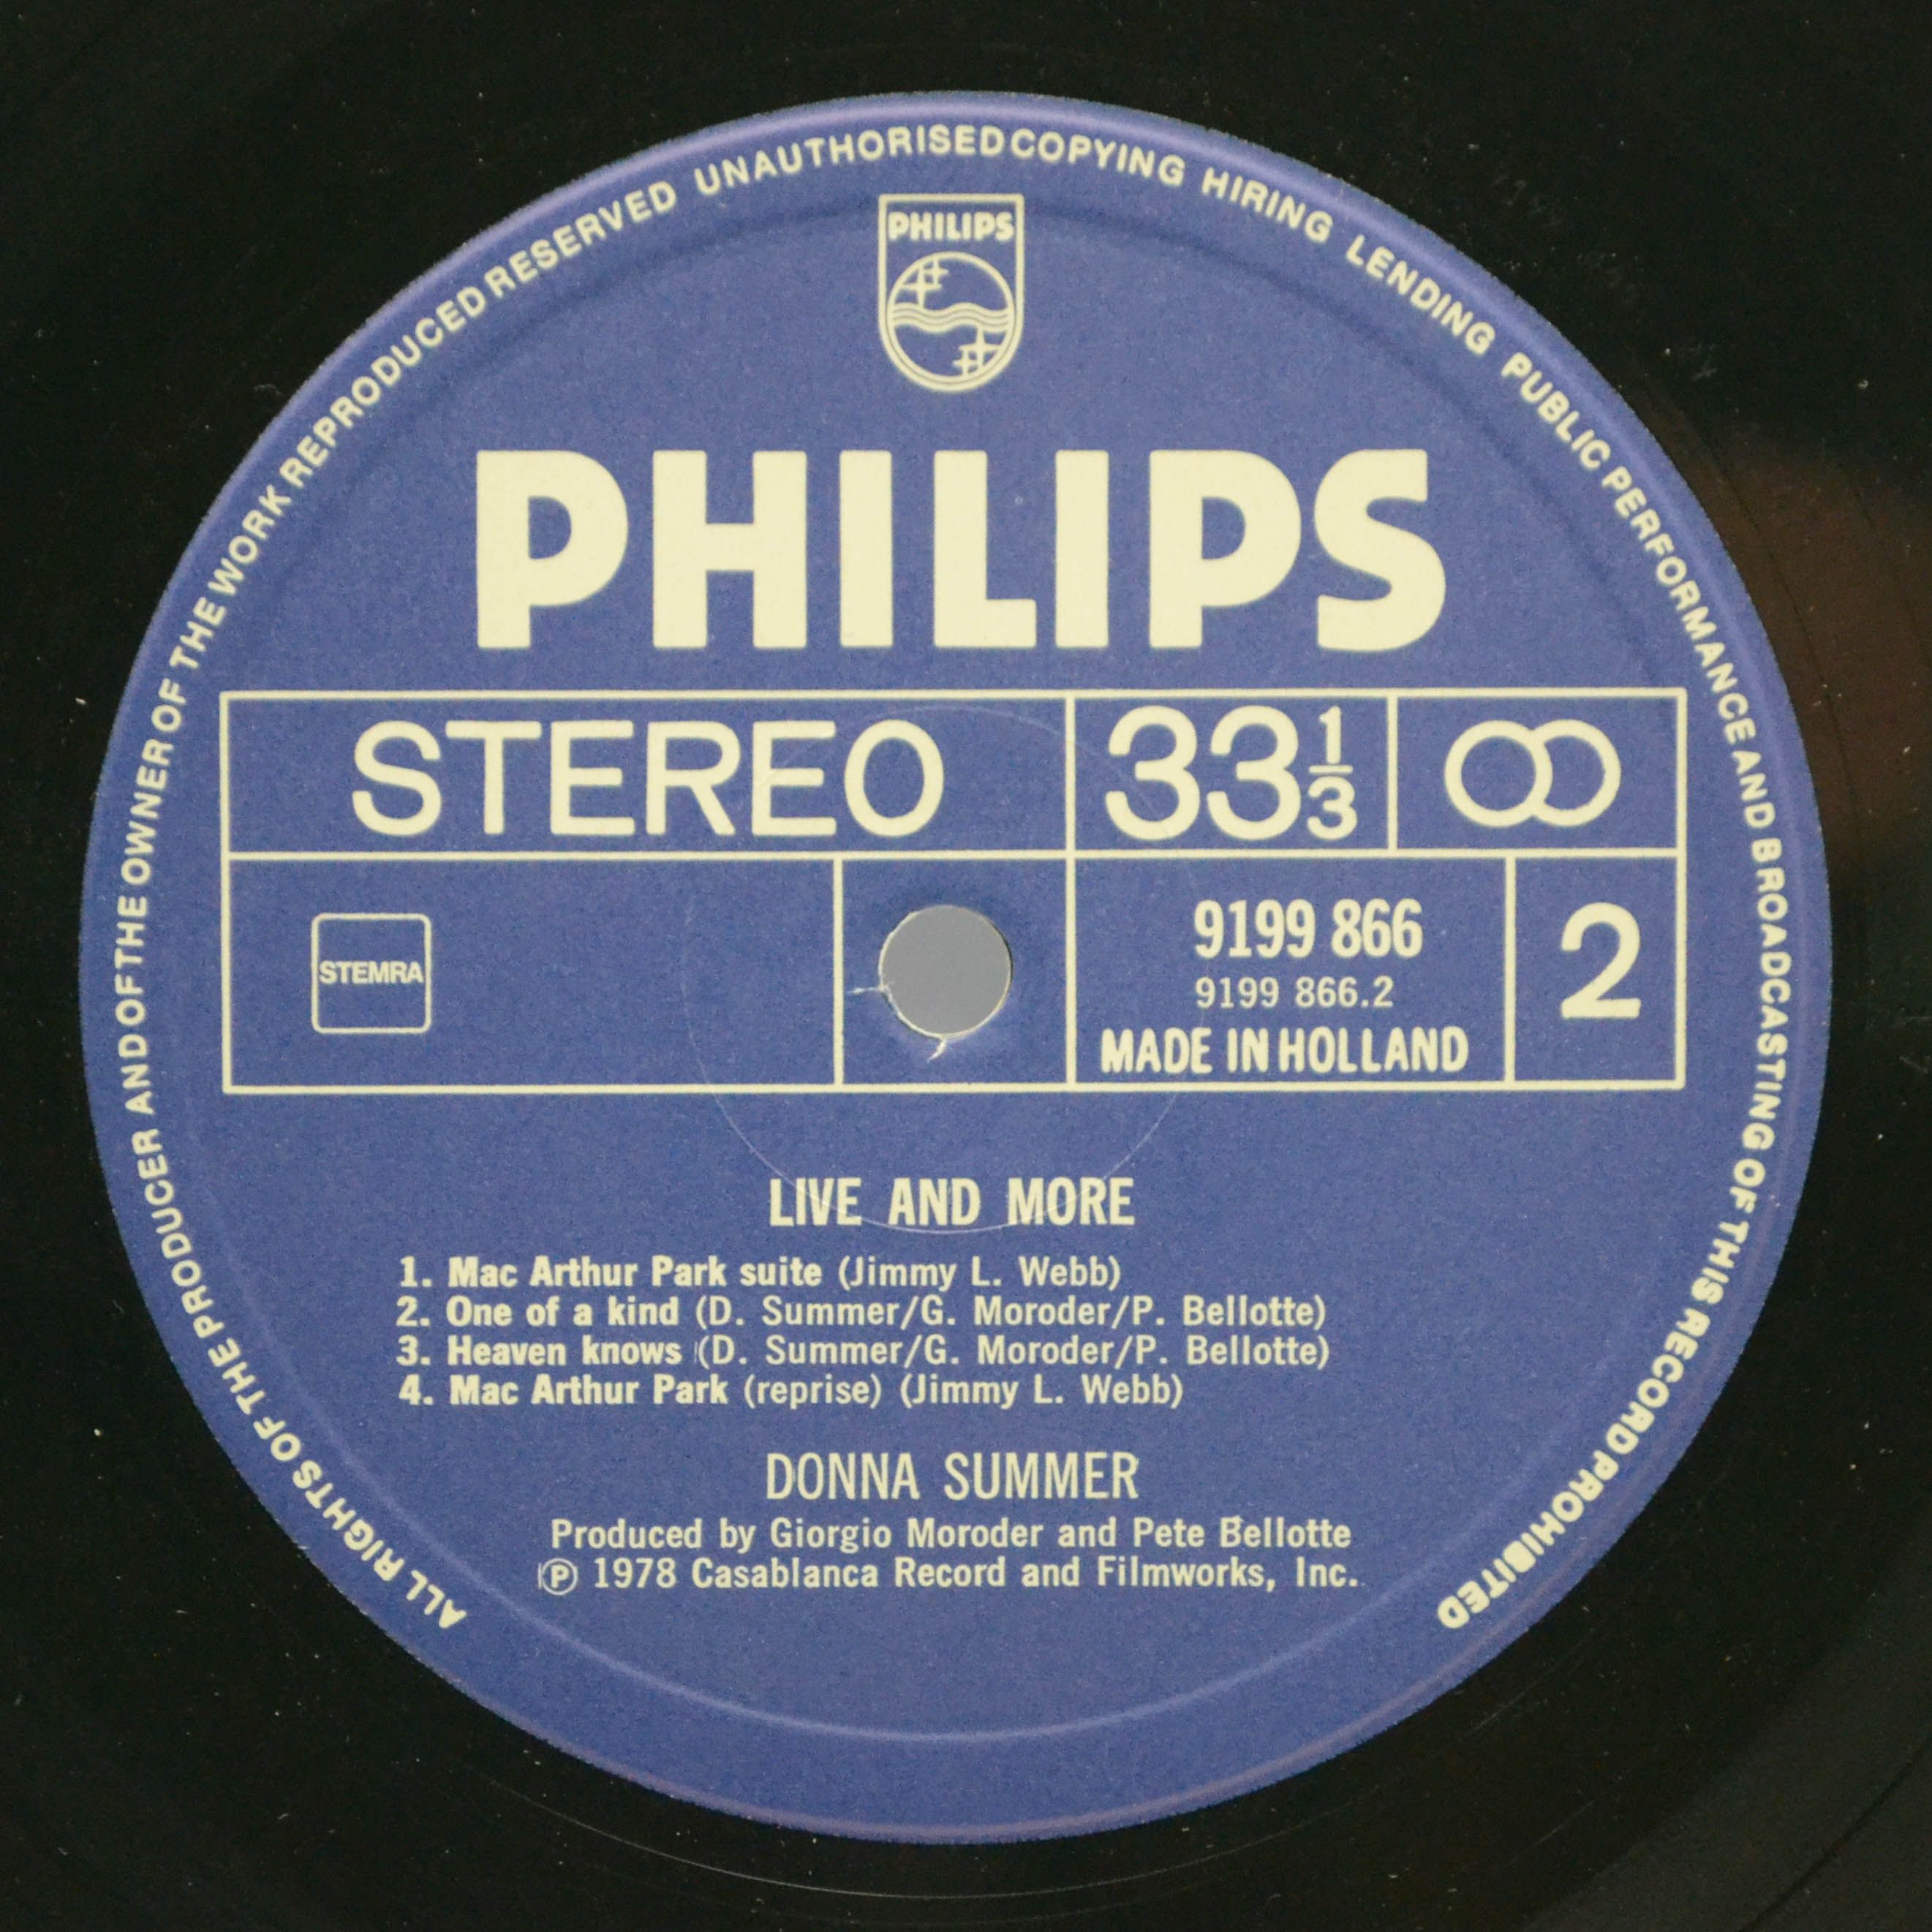 ALL RIGHTS OF THE PRODUCER AND OF THE OWNER OF THE WORK REPRODUCED RESERVED UNAUTHORISED COPYING HIRING LENDING PUBLIC PERFORMANCE AND BROADCASTING OF THIS RECORD PROHIBITED
PHILIPS
PHILIPS
STEREO 33 1/3
STEMRA
9199 866
9199 866.2
MADE IN HOLLAND
2
LIVE AND MORE
1. Mac Arthur Park suite (Jimmy L. Webb)
2. One of a kind (D. Summer/G. Moroder/P. Bellotte)
3. Heaven knows (D. Summer/G. Moroder/P. Bellotte)
4. Mac Arthur Park (reprise) (Jimmy L. Webb)
DONNA SUMMER
Produced by Giorgio Moroder and Pete Bellotte
℗ 1978 Casablanca Record and Filmworks, Inc.